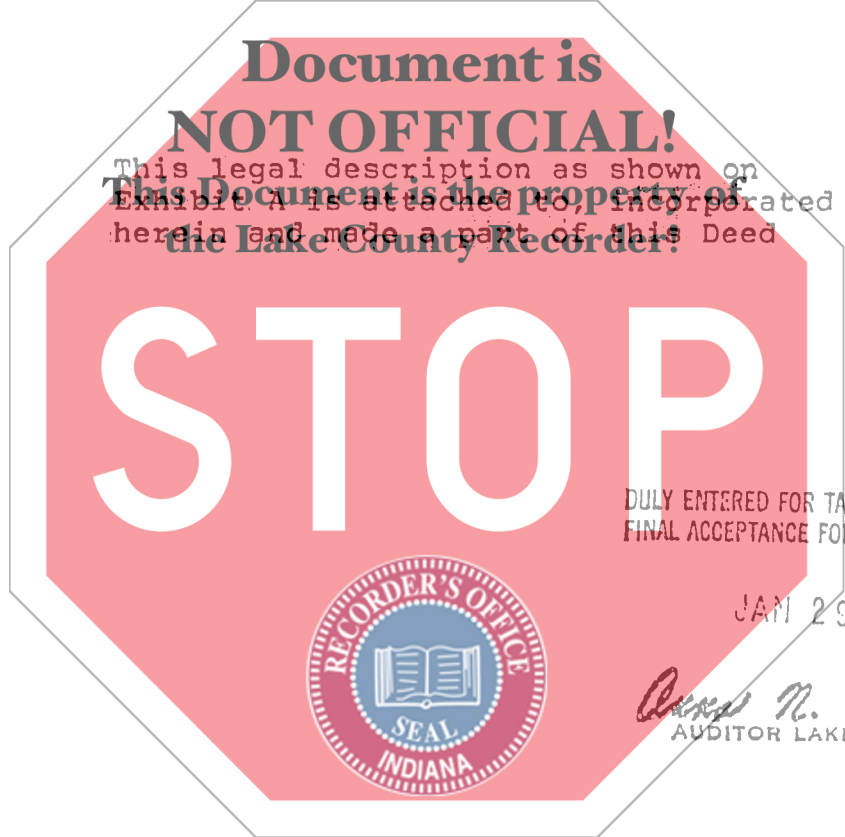 Document is
NOT OFFICIAL!
This legal description as shown on
This Document is the property of
Exhibit A is attached to, incorporated
the Lake County Recorder!
herein and made a part of this Deed
STOP
DULY ENTERED FOR TA
FINAL ACCEPTANCE FO
JAN 29
N.
AUDITOR LAK
RECORDER'S OFFICE
SEAL
INDIANA